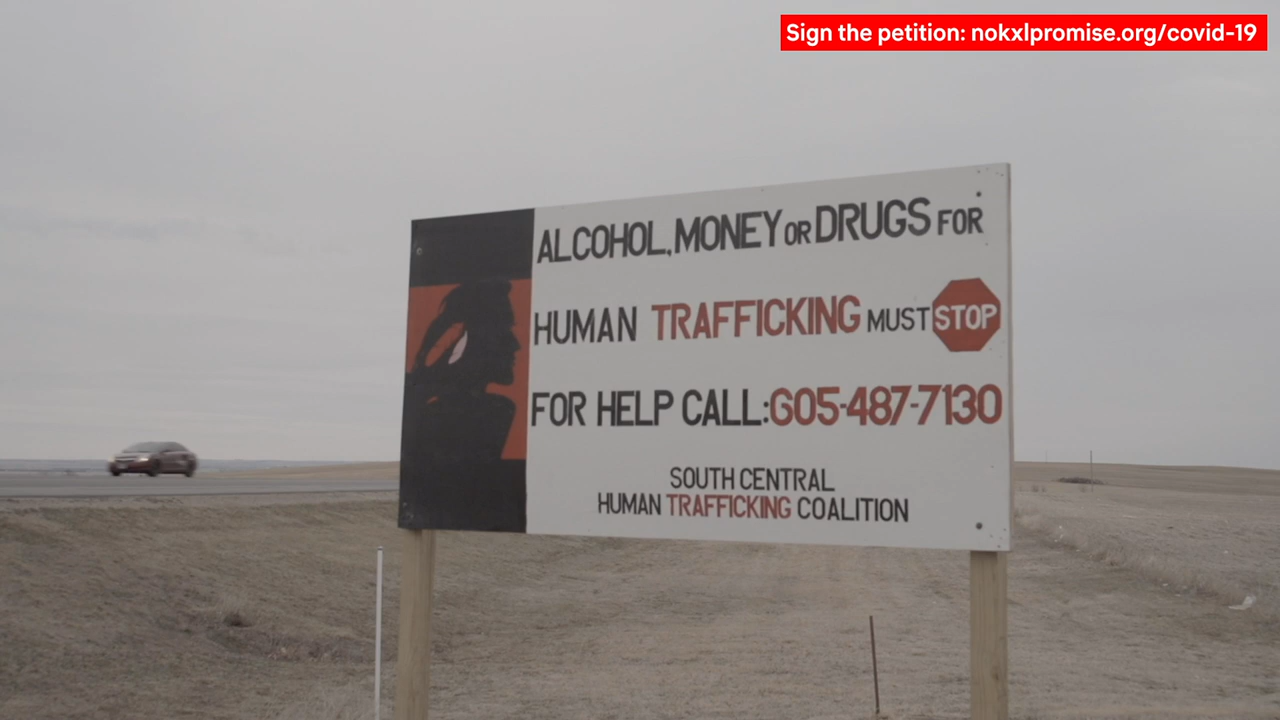 Sign the petition: nokxlpromise.org/covid-19
ALCOHOL, MONEY OR DRUGS FOR
HUMAN TRAFFICKING MUST STOP
FOR HELP CALL: 605-487-7130
SOUTH CENTRAL
HUMAN TRAFFICKING COALITION